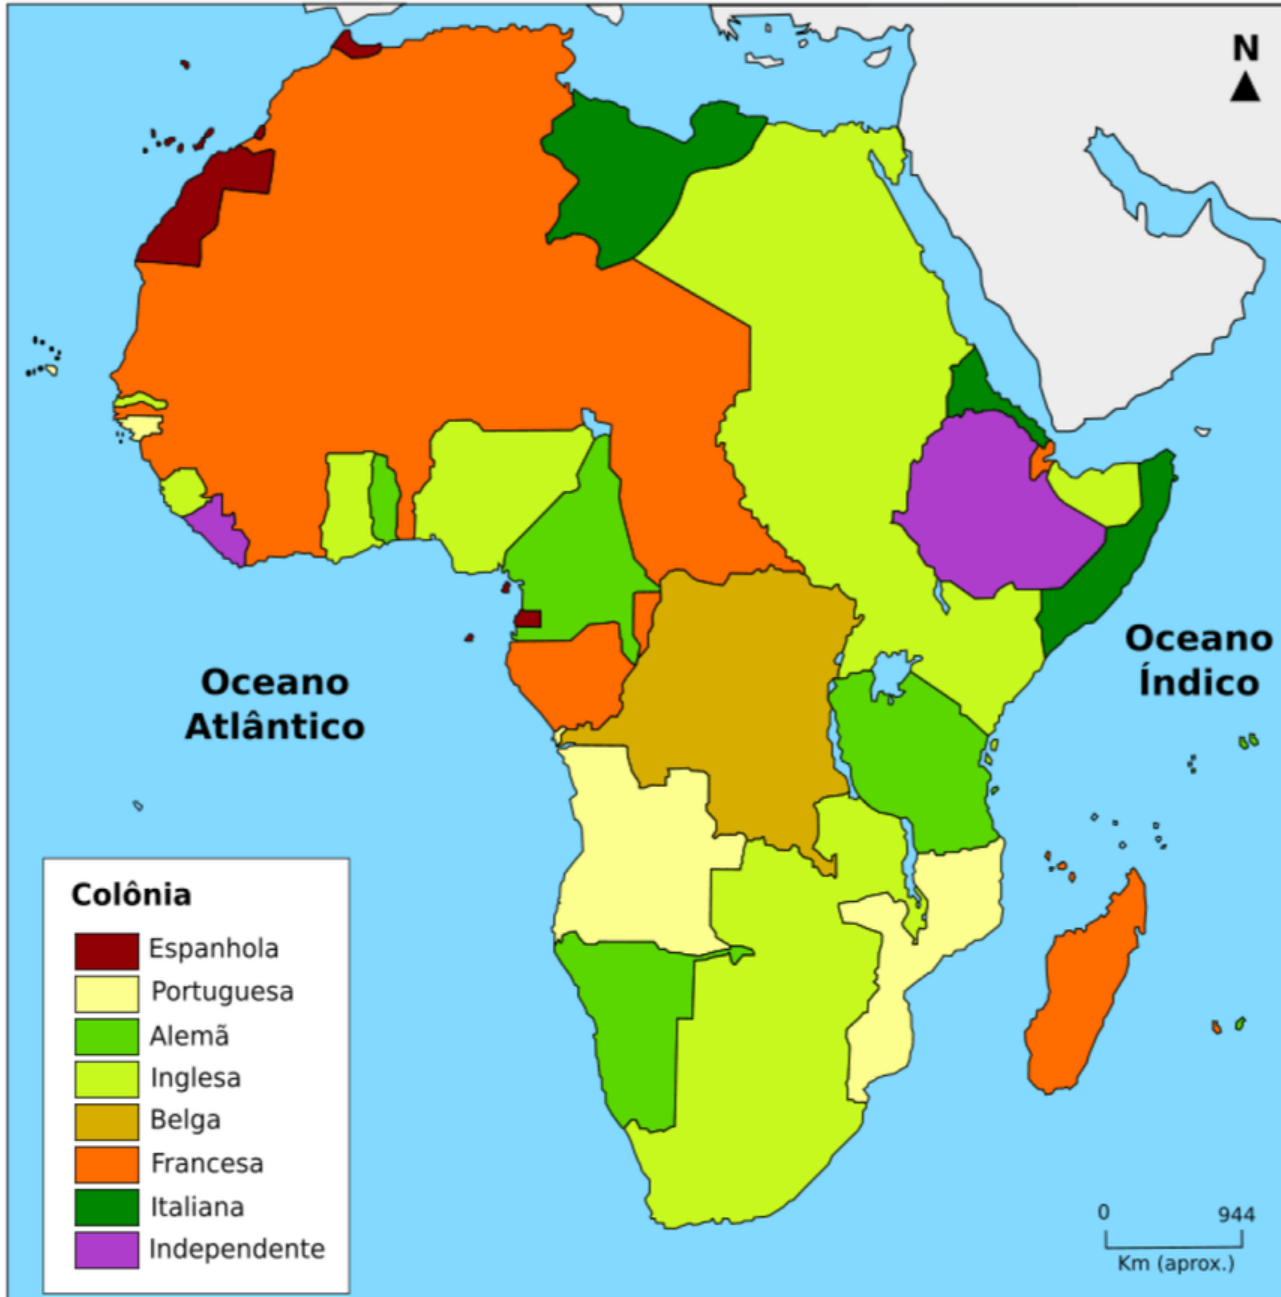 N
Oceano
Atlântico
Oceano
Índico
Colônia
Espanhola
Portuguesa
Alemã
Inglesa
Belga
Francesa
Italiana
Independente
0 944
Km (aprox.)